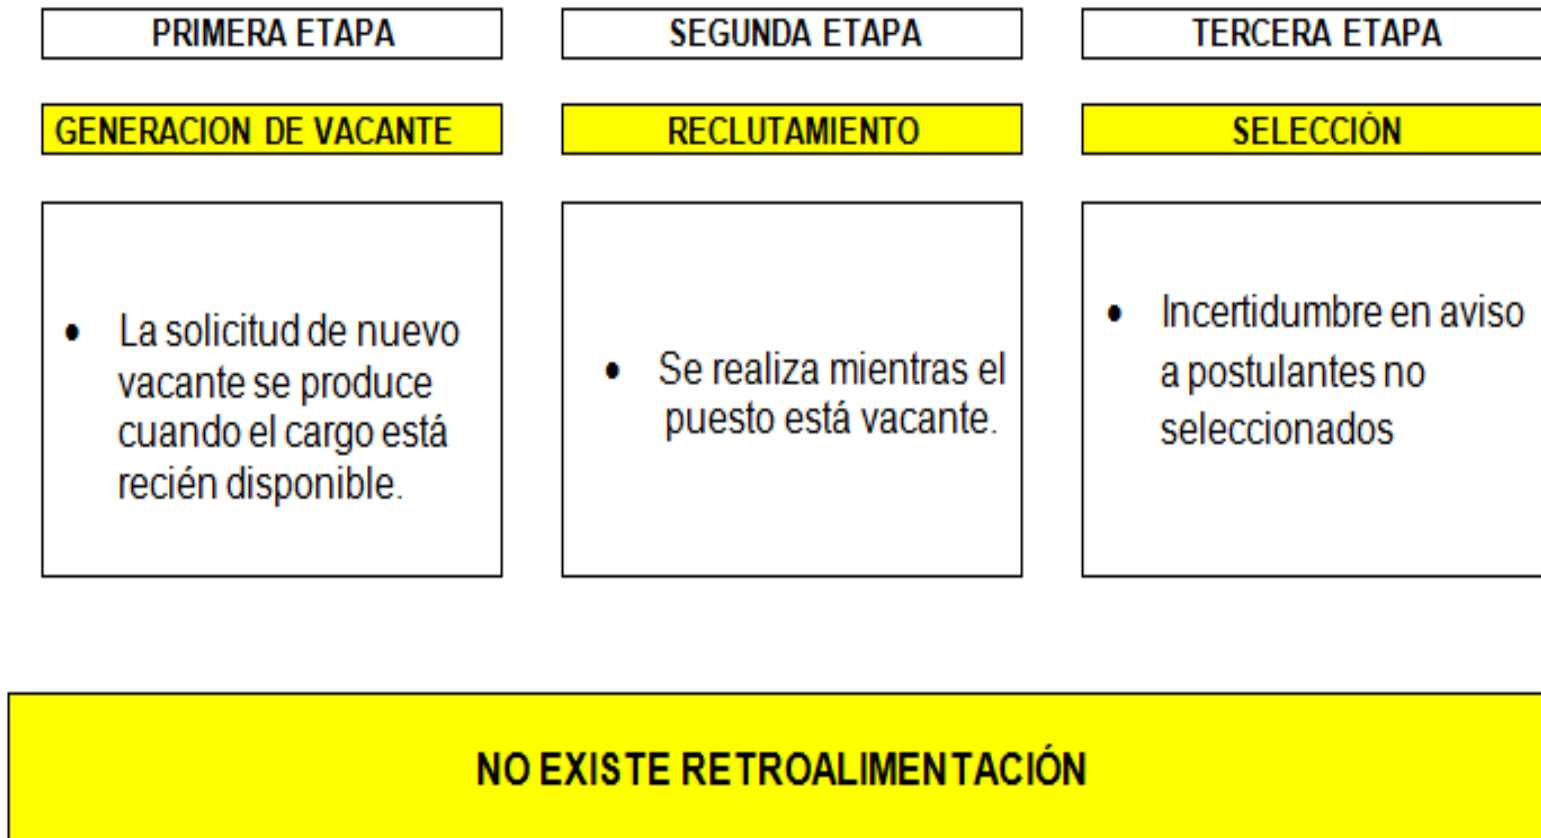 PRIMERA ETAPA
SEGUNDA ETAPA
TERCERA ETAPA
GENERACION DE VACANTE
RECLUTAMIENTO
SELECCIÓN
• La solicitud de nuevo
vacante se produce
cuando el cargo está
recién disponible.
• Se realiza mientras el
puesto está vacante.
• Incertidumbre en aviso
a postulantes no
seleccionados
NO EXISTE RETROALIMENTACIÓN